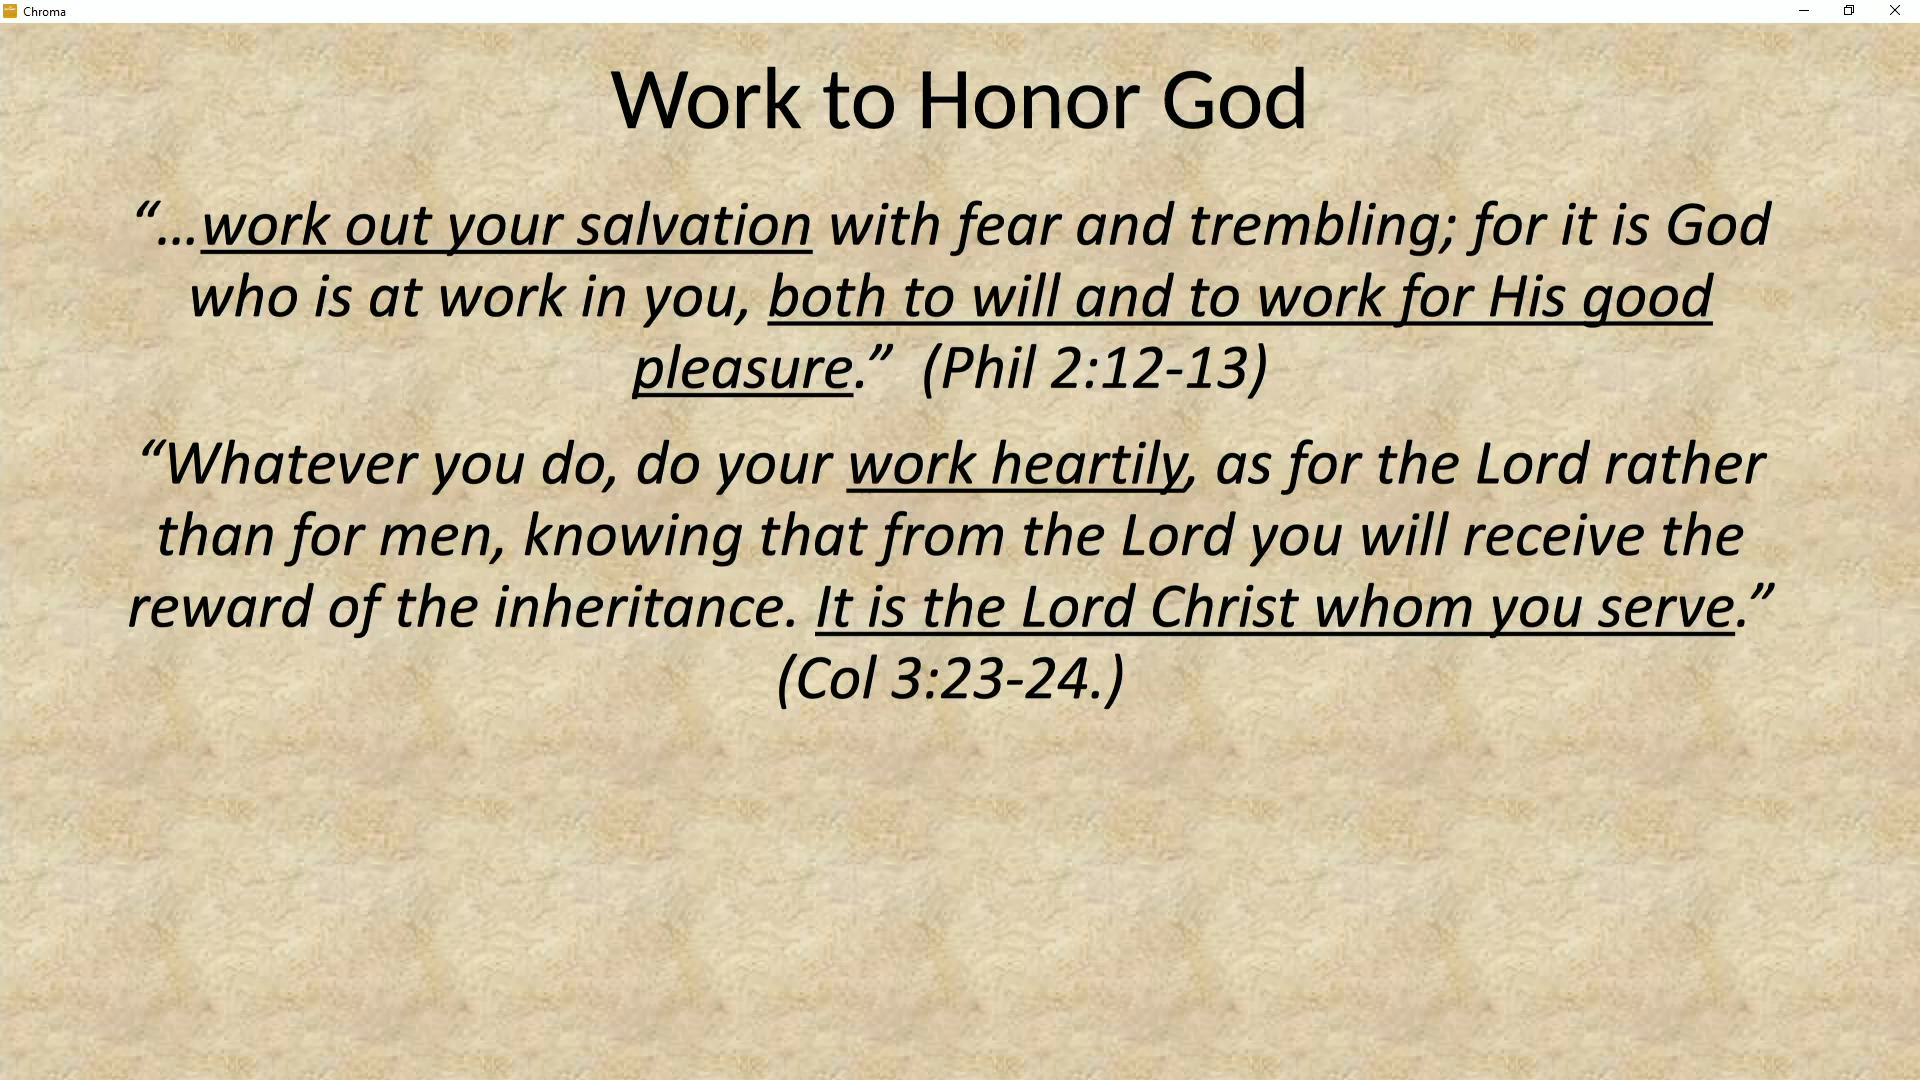 Chroma
Work to Honor God
“…work out your salvation with fear and trembling; for it is God
who is at work in you, both to will and to work for His good
pleasure.”  (Phil 2:12-13)
“Whatever you do, do your work heartily, as for the Lord rather
than for men, knowing that from the Lord you will receive the
reward of the inheritance. It is the Lord Christ whom you serve.”
(Col 3:23-24.)